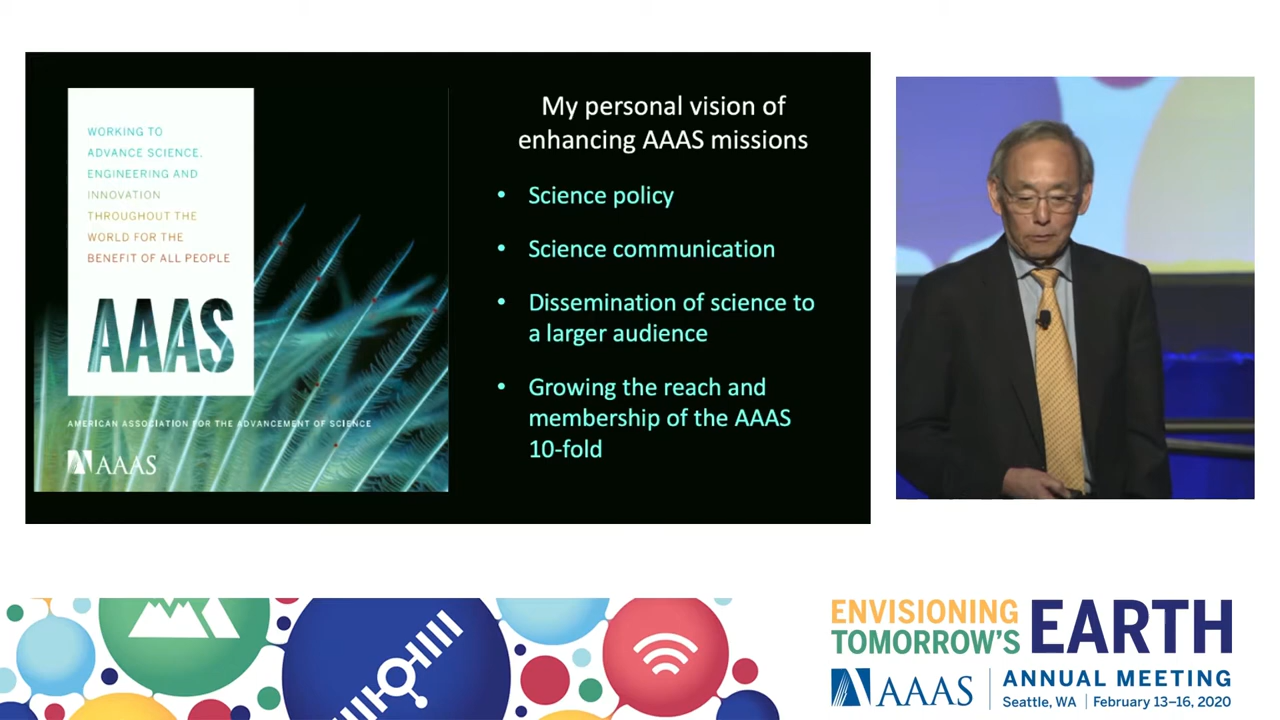 WORKING TO
ADVANCE SCIENCE,
ENGINEERING AND
INNOVATION
THROUGHOUT THE
WORLD FOR THE
BENEFIT OF ALL PEOPLE
AAAS
AMERICAN ASSOCIATION FOR THE ADVANCEMENT OF SCIENCE
AAAS
My personal vision of
enhancing AAAS missions
• Science policy
• Science communication
• Dissemination of science to
a larger audience
• Growing the reach and
membership of the AAAS
10-fold
ENVISIONING
TOMORROW'S
EARTH
AAAS
ANNUAL MEETING
Seattle, WA | February 13–16, 2020